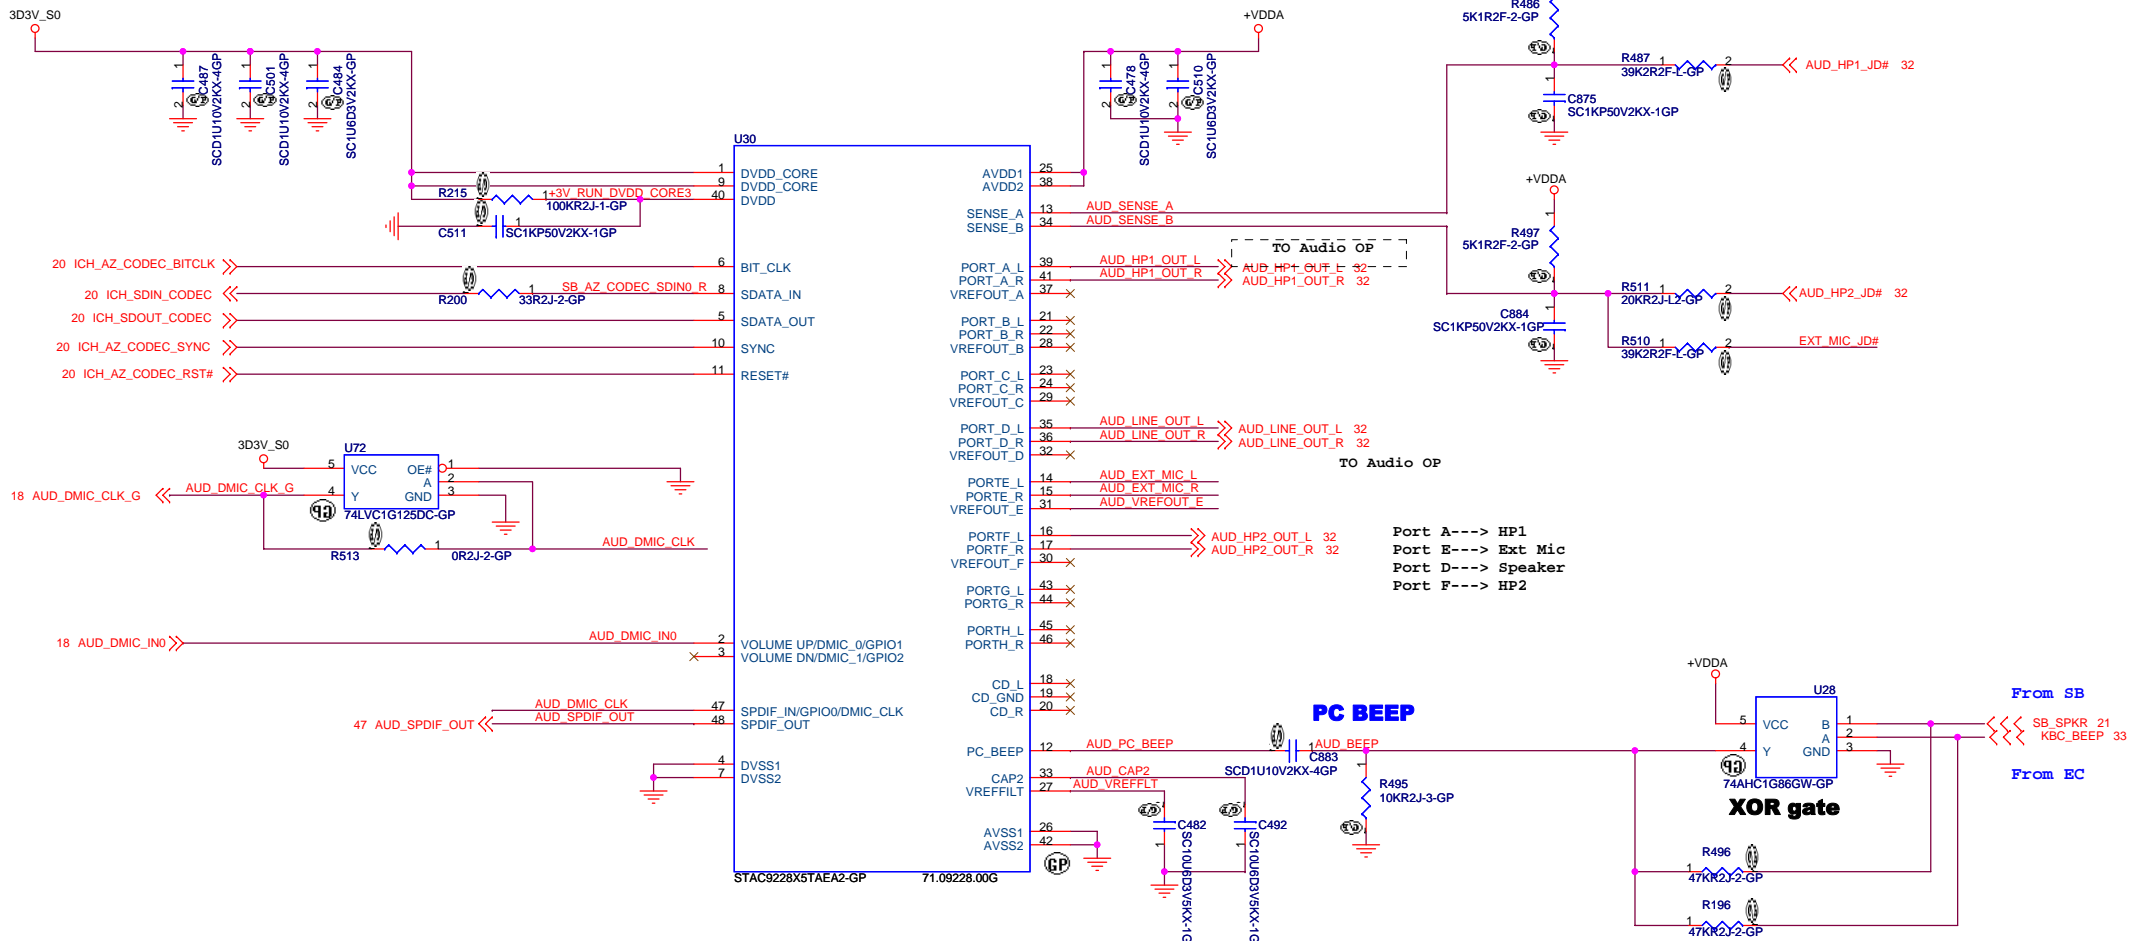 3D3V_S0
C487
SCD1U10V2KX-4GP
C501
SCD1U10V2KX-4GP
C484
SC1U6D3V2KX-GP
+VDDA
C478
SCD1U10V2KX-4GP
C510
SC1U6D3V2KX-GP
R486
5K1R2F-2-GP
R487
39K2R2F-L-GP
AUD_HP1_JD# 32
C875
SC1KP50V2KX-1GP
U30
1 DVDD_CORE
9 DVDD_CORE
40 DVDD
R215
+3V_RUN_DVDD_CORE3
100KR2J-1-GP
C511
SC1KP50V2KX-1GP
20 ICH_AZ_CODEC_BITCLK
6 BIT_CLK
20 ICH_SDIN_CODEC
R200
33R2J-2-GP
SB_AZ_CODEC_SDIN0_R
8 SDATA_IN
20 ICH_SDOUT_CODEC
5 SDATA_OUT
20 ICH_AZ_CODEC_SYNC
10 SYNC
20 ICH_AZ_CODEC_RST#
11 RESET#
AVDD1 25
AVDD2 38
SENSE_A 13 AUD_SENSE_A
SENSE_B 34 AUD_SENSE_B
TO Audio OP
PORT_A_L 39 AUD_HP1_OUT_L AUD_HP1_OUT_L 32
PORT_A_R 41 AUD_HP1_OUT_R AUD_HP1_OUT_R 32
VREFOUT_A 37
PORT_B_L 21
PORT_B_R 22
VREFOUT_B 28
PORT_C_L 23
PORT_C_R 24
VREFOUT_C 29
PORT_D_L 35 AUD_LINE_OUT_L AUD_LINE_OUT_L 32
PORT_D_R 36 AUD_LINE_OUT_R AUD_LINE_OUT_R 32
VREFOUT_D 32
TO Audio OP
PORTE_L 14 AUD_EXT_MIC_L
PORTE_R 15 AUD_EXT_MIC_R
VREFOUT_E 31 AUD_VREFOUT_E
PORTF_L 16 AUD_HP2_OUT_L 32
PORTF_R 17 AUD_HP2_OUT_R 32
VREFOUT_F 30
PORTG_L 43
PORTG_R 44
PORTH_L 45
PORTH_R 46
CD_L 18
CD_GND 19
CD_R 20
+VDDA
R497
5K1R2F-2-GP
R511
20KR2J-L2-GP
AUD_HP2_JD# 32
C884
SC1KP50V2KX-1GP
R510
39K2R2F-L-GP
EXT_MIC_JD#
Port A---> HP1
Port E---> Ext Mic
Port D---> Speaker
Port F---> HP2
3D3V_S0
U72
5 VCC OE# 1
A 2
4 Y GND 3
74LVC1G125DC-GP
18 AUD_DMIC_CLK_G
AUD_DMIC_CLK_G
R513
1
0R2J-2-GP
AUD_DMIC_CLK
18 AUD_DMIC_IN0
AUD_DMIC_IN0
2 VOLUME UP/DMIC_0/GPIO1
3 VOLUME DN/DMIC_1/GPIO2
AUD_DMIC_CLK
47 SPDIF_IN/GPIO0/DMIC_CLK
47 AUD_SPDIF_OUT
AUD_SPDIF_OUT
48 SPDIF_OUT
4 DVSS1
7 DVSS2
PC BEEP
PC_BEEP 12 AUD_PC_BEEP
C883
SCD1U10V2KX-4GP
AUD_BEEP
R495
10KR2J-3-GP
CAP2 33 AUD_CAP2
VREFFILT 27 AUD_VREFFLT
C482
SC10U6D3V5KX-1G
C492
SC10U6D3V5KX-1G
AVSS1 26
AVSS2 42
GP
STAC9228X5TAEA2-GP 71.09228.00G
+VDDA
U28
5 VCC B 1
A 2
4 Y GND 3
74AHC1G86GW-GP
XOR gate
From SB
SB_SPKR 21
KBC_BEEP 33
From EC
R496
47KR2J-2-GP
R196
47KR2J-2-GP